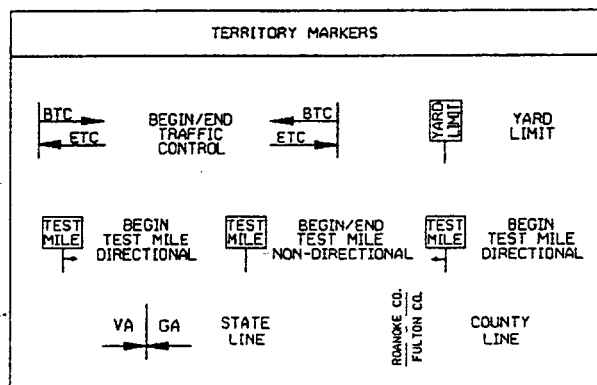 TERRITORY MARKERS
BTC
ETC
BEGIN/END
TRAFFIC
CONTROL
BTC
ETC
YARD
LIMIT
YARD
LIMIT
TEST
MILE
BEGIN
TEST MILE
DIRECTIONAL
TEST
MILE
BEGIN/END
TEST MILE
NON-DIRECTIONAL
TEST
MILE
BEGIN
TEST MILE
DIRECTIONAL
VA GA
STATE
LINE
ROANOKE CO.
FULTON CO.
COUNTY
LINE